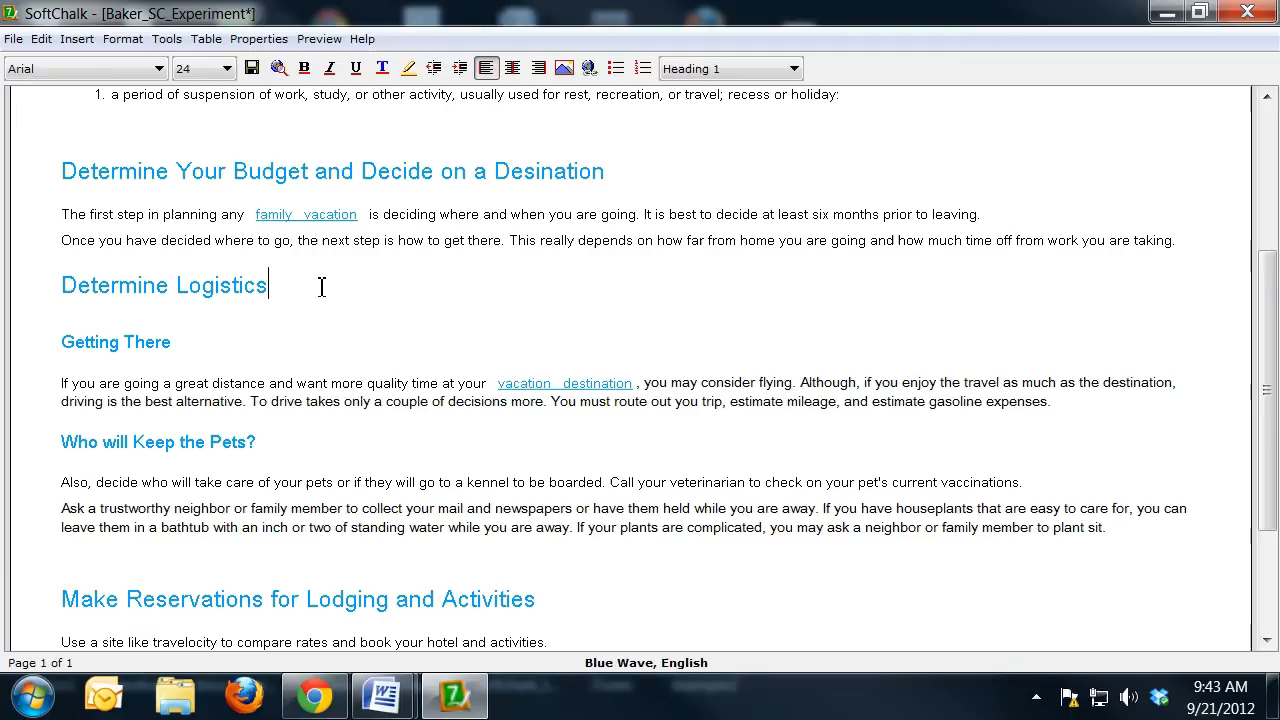 SoftChalk - [Baker_SC_Experiment*]
File Edit Insert Format Tools Table Properties Preview Help
Arial 24 B I U T Heading 1
1. a period of suspension of work, study, or other activity, usually used for rest, recreation, or travel; recess or holiday:
Determine Your Budget and Decide on a Desination
The first step in planning any family vacation is deciding where and when you are going. It is best to decide at least six months prior to leaving.
Once you have decided where to go, the next step is how to get there. This really depends on how far from home you are going and how much time off from work you are taking.
Determine Logistics
Getting There
If you are going a great distance and want more quality time at your vacation destination, you may consider flying. Although, if you enjoy the travel as much as the destination,
driving is the best alternative. To drive takes only a couple of decisions more. You must route out you trip, estimate mileage, and estimate gasoline expenses.
Who will Keep the Pets?
Also, decide who will take care of your pets or if they will go to a kennel to be boarded. Call your veterinarian to check on your pet's current vaccinations.
Ask a trustworthy neighbor or family member to collect your mail and newspapers or have them held while you are away. If you have houseplants that are easy to care for, you can
leave them in a bathtub with an inch or two of standing water while you are away. If your plants are complicated, you may ask a neighbor or family member to plant sit.
Make Reservations for Lodging and Activities
Use a site like travelocity to compare rates and book your hotel and activities.
Page 1 of 1 Blue Wave, English
9:43 AM
9/21/2012